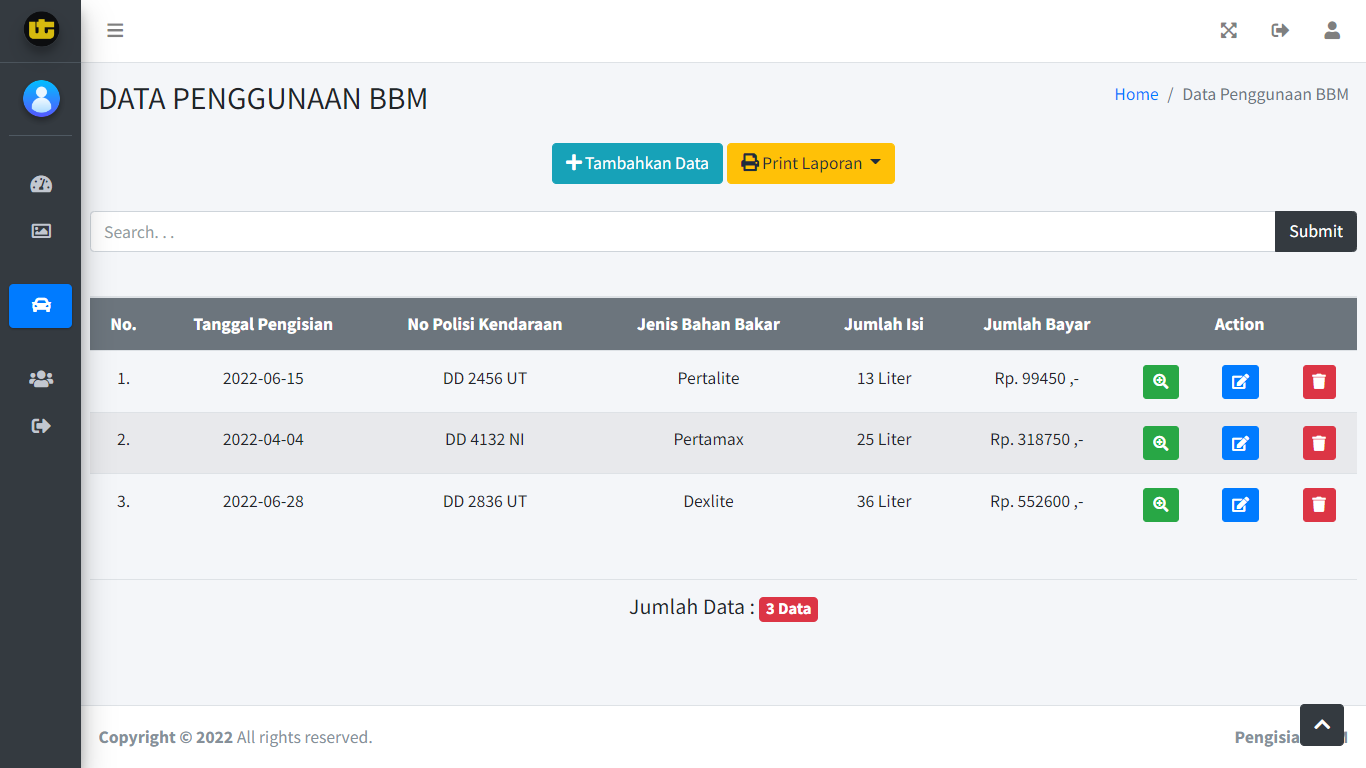 DATA PENGGUNAAN BBM
Home / Data Penggunaan BBM
Tambahkan Data Print Laporan
Search. . . Submit
No. Tanggal Pengisian No Polisi Kendaraan Jenis Bahan Bakar Jumlah Isi Jumlah Bayar Action
1. 2022-06-15 DD 2456 UT Pertalite 13 Liter Rp. 99450 ,-
2. 2022-04-04 DD 4132 NI Pertamax 25 Liter Rp. 318750 ,-
3. 2022-06-28 DD 2836 UT Dexlite 36 Liter Rp. 552600 ,-
Jumlah Data : 3 Data
Copyright © 2022 All rights reserved.